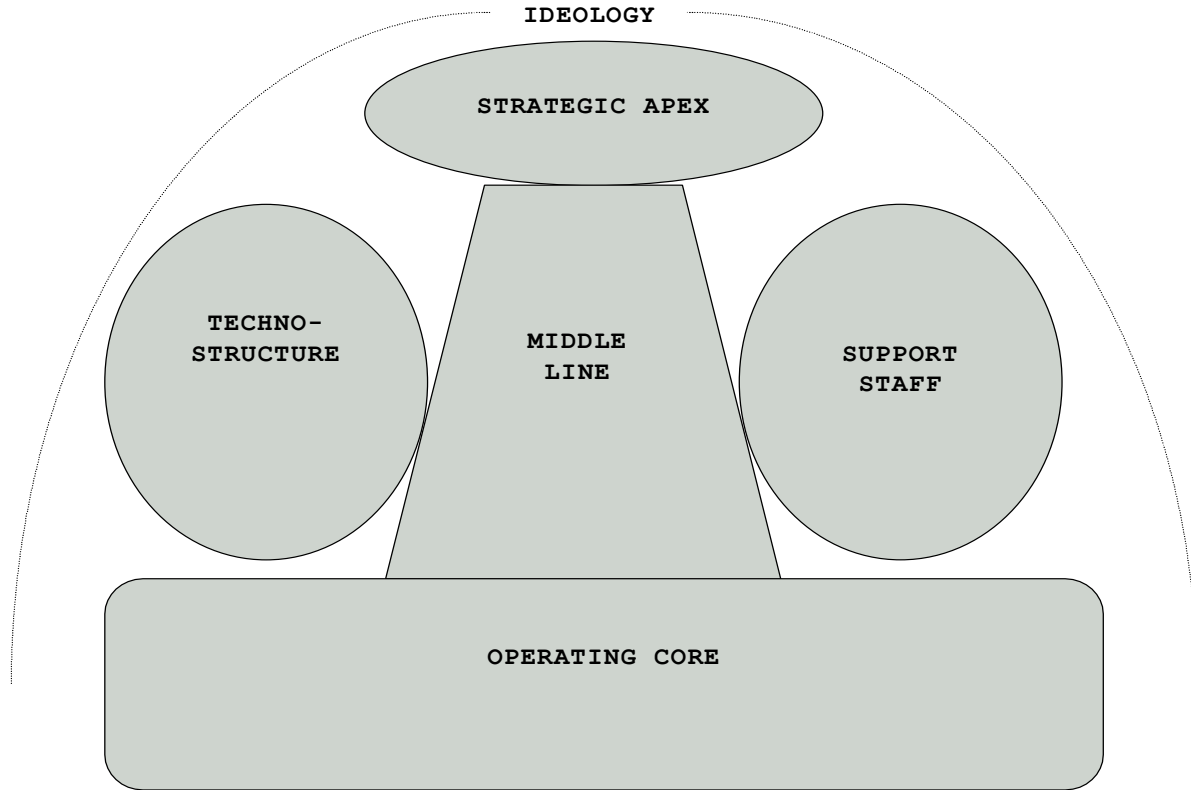 IDEOLOGY
STRATEGIC APEX
TECHNO-
STRUCTURE
MIDDLE
LINE
SUPPORT
STAFF
OPERATING CORE